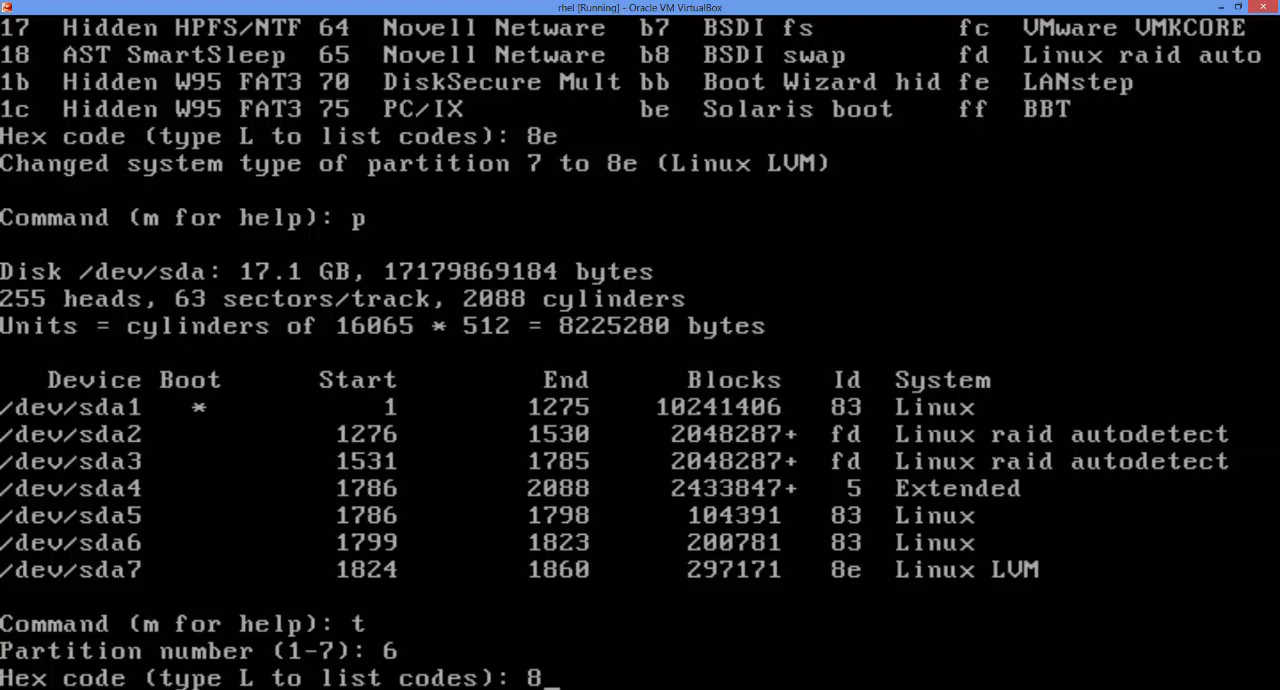 rhel [Running] - Oracle VM VirtualBox
17 Hidden HPFS/NTF 64 Novell Netware b7 BSDI fs fc VMware VMKCORE
18 AST SmartSleep 65 Novell Netware b8 BSDI swap fd Linux raid auto
1b Hidden W95 FAT3 70 DiskSecure Mult bb Boot Wizard hid fe LANstep
1c Hidden W95 FAT3 75 PC/IX be Solaris boot ff BBT
Hex code (type L to list codes): 8e
Changed system type of partition 7 to 8e (Linux LVM)
Command (m for help): p
Disk /dev/sda: 17.1 GB, 17179869184 bytes
255 heads, 63 sectors/track, 2088 cylinders
Units = cylinders of 16065 * 512 = 8225280 bytes
Device Boot Start End Blocks Id System
/dev/sda1 * 1 1275 10241406 83 Linux
/dev/sda2 1276 1530 2048287+ fd Linux raid autodetect
/dev/sda3 1531 1785 2048287+ fd Linux raid autodetect
/dev/sda4 1786 2088 2433847+ 5 Extended
/dev/sda5 1786 1798 104391 83 Linux
/dev/sda6 1799 1823 200781 83 Linux
/dev/sda7 1824 1860 297171 8e Linux LVM
Command (m for help): t
Partition number (1-7): 6
Hex code (type L to list codes): 8_